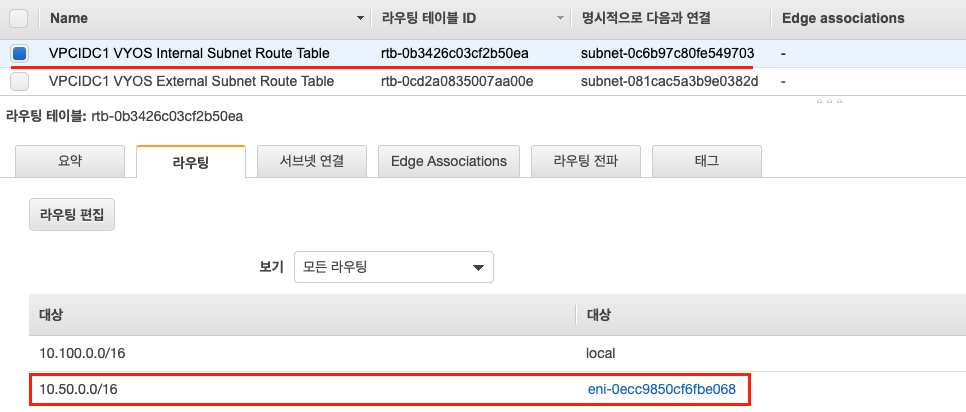 Name 라우팅 테이블 ID 명시적으로 다음과 연결 Edge associations
VPCIDC1 VYOS Internal Subnet Route Table rtb-0b3426c03cf2b50ea subnet-0c6b97c80fe549703 -
VPCIDC1 VYOS External Subnet Route Table rtb-0cd2a0835007aa00e subnet-081cac5a3b9e0382d -
라우팅 테이블: rtb-0b3426c03cf2b50ea
요약 라우팅 서브넷 연결 Edge Associations 라우팅 전파 태그
라우팅 편집
보기 모든 라우팅
대상 대상
10.100.0.0/16 local
10.50.0.0/16 eni-0ecc9850cf6fbe068